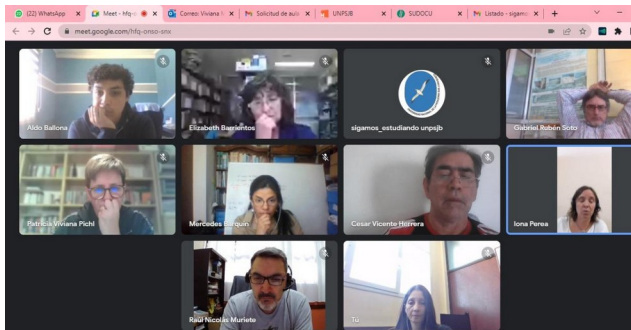 (22) WhatsApp
Meet - hfq-o
Correo: Viviana N
Solicitud de aula
UNPSJB
SUDOCU
Listado - sigamo
meet.google.com/hfq-onso-snx
Aldo Ballona
Elizabeth Barrientos
sigamos_estudiando unpsjb
Gabriel Rubén Soto
Patricia Viviana Pichl
Mercedes Barquin
Cesar Vicente Herrera
Iona Perea
Raúl Nicolás Muriete
Tú